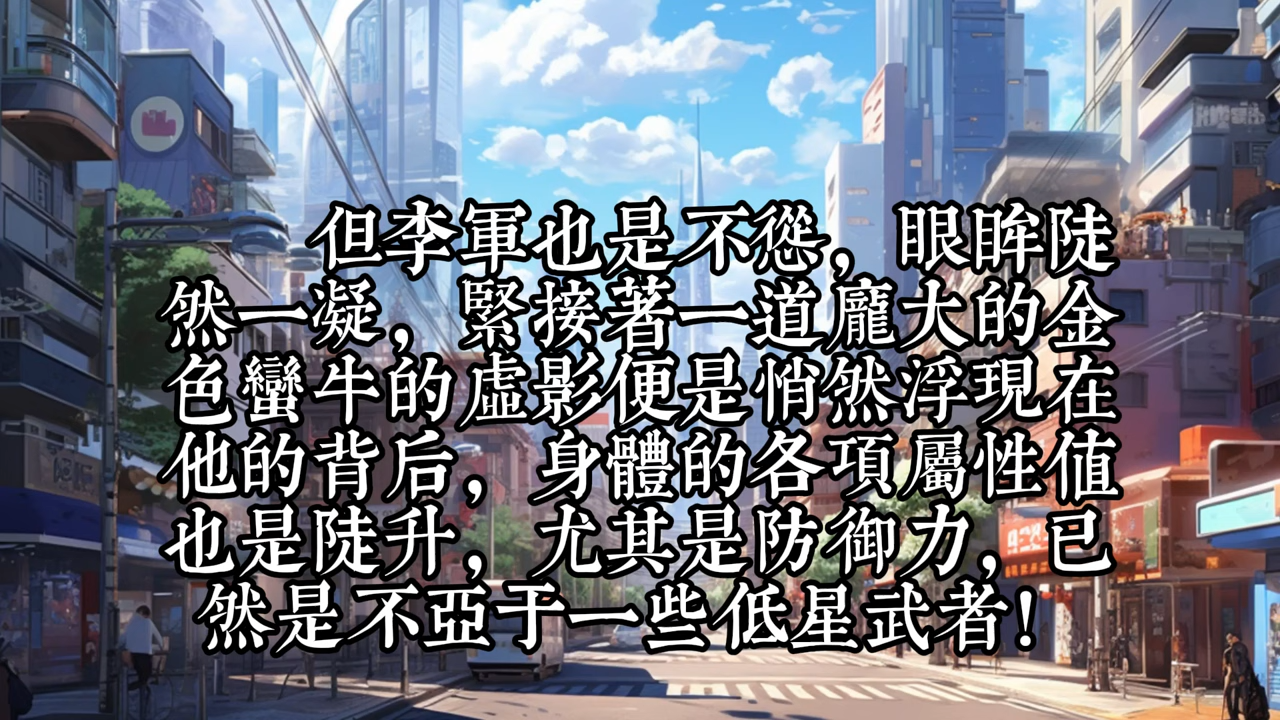 但李軍也是不慫，眼眸陡
然一凝，緊接著一道龐大的金
色蠻牛的虛影便是悄然浮現在
他的背后，身體的各項屬性值
也是陡升，尤其是防御力，已
然是不亞于一些低星武者！